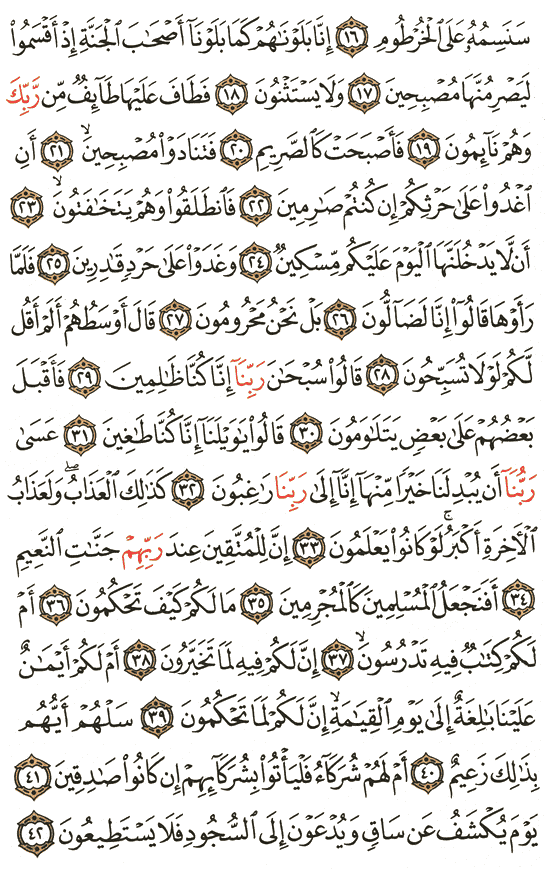 سَنَسِمُهُۥ عَلَى ٱلْخُرْطُومِ ١٦ إِنَّا بَلَوْنَٰهُمْ كَمَا بَلَوْنَآ أَصْحَٰبَ ٱلْجَنَّةِ إِذْ أَقْسَمُوا۟
لَيَصْرِمُنَّهَا مُصْبِحِينَ ١٧ وَلَا يَسْتَثْنُونَ ١٨ فَطَافَ عَلَيْهَا طَآئِفٌ مِّن رَّبِّكَ
وَهُمْ نَآئِمُونَ ١٩ فَأَصْبَحَتْ كَٱلصَّرِيمِ ٢٠ فَتَنَادَوْا۟ مُصْبِحِينَ ۙ ٢١ أَنِ
ٱغْدُوا۟ عَلَىٰ حَرْثِكُمْ إِن كُنتُمْ صَٰرِمِينَ ٢٢ فَٱنطَلَقُوا۟ وَهُمْ يَتَخَٰفَتُونَ ۙ ٢٣
أَن لَّا يَدْخُلَنَّهَا ٱلْيَوْمَ عَلَيْكُم مِّسْكِينٌ ٢٤ وَغَدَوْا۟ عَلَىٰ حَرْدٍ قَٰدِرِينَ ٢٥ فَلَمَّا
رَأَوْهَا قَالُوٓا۟ إِنَّا لَضَآلُّونَ ٢٦ بَلْ نَحْنُ مَحْرُومُونَ ٢٧ قَالَ أَوْسَطُهُمْ أَلَمْ أَقُل
لَّكُمْ لَوْلَا تُسَبِّحُونَ ٢٨ قَالُوا۟ سُبْحَٰنَ رَبِّنَآ إِنَّا كُنَّا ظَٰلِمِينَ ٢٩ فَأَقْبَلَ
بَعْضُهُمْ عَلَىٰ بَعْضٍ يَتَلَٰوَمُونَ ٣٠ قَالُوا۟ يَٰوَيْلَنَآ إِنَّا كُنَّا طَٰغِينَ ٣١ عَسَىٰ
رَبُّنَآ أَن يُبْدِلَنَا خَيْرًا مِّنْهَآ إِنَّآ إِلَىٰ رَبِّنَا رَٰغِبُونَ ٣٢ كَذَٰلِكَ ٱلْعَذَابُ ۖ وَلَعَذَابُ
ٱلْءَاخِرَةِ أَكْبَرُ ۚ لَوْ كَانُوا۟ يَعْلَمُونَ ٣٣ إِنَّ لِلْمُتَّقِينَ عِندَ رَبِّهِمْ جَنَّٰتِ ٱلنَّعِيمِ
٣٤ أَفَنَجْعَلُ ٱلْمُسْلِمِينَ كَٱلْمُجْرِمِينَ ٣٥ مَا لَكُمْ كَيْفَ تَحْكُمُونَ ٣٦ أَمْ
لَكُمْ كِتَٰبٌ فِيهِ تَدْرُسُونَ ۙ ٣٧ إِنَّ لَكُمْ فِيهِ لَمَا تَخَيَّرُونَ ٣٨ أَمْ لَكُمْ أَيْمَٰنٌ
عَلَيْنَا بَٰلِغَةٌ إِلَىٰ يَوْمِ ٱلْقِيَٰمَةِ ۙ إِنَّ لَكُمْ لَمَا تَحْكُمُونَ ٣٩ سَلْهُمْ أَيُّهُم
بِذَٰلِكَ زَعِيمٌ ٤٠ أَمْ لَهُمْ شُرَكَآءُ فَلْيَأْتُوا۟ بِشُرَكَآئِهِمْ إِن كَانُوا۟ صَٰدِقِينَ ٤١
يَوْمَ يُكْشَفُ عَن سَاقٍ وَيُدْعَوْنَ إِلَى ٱلسُّجُودِ فَلَا يَسْتَطِيعُونَ ٤٢